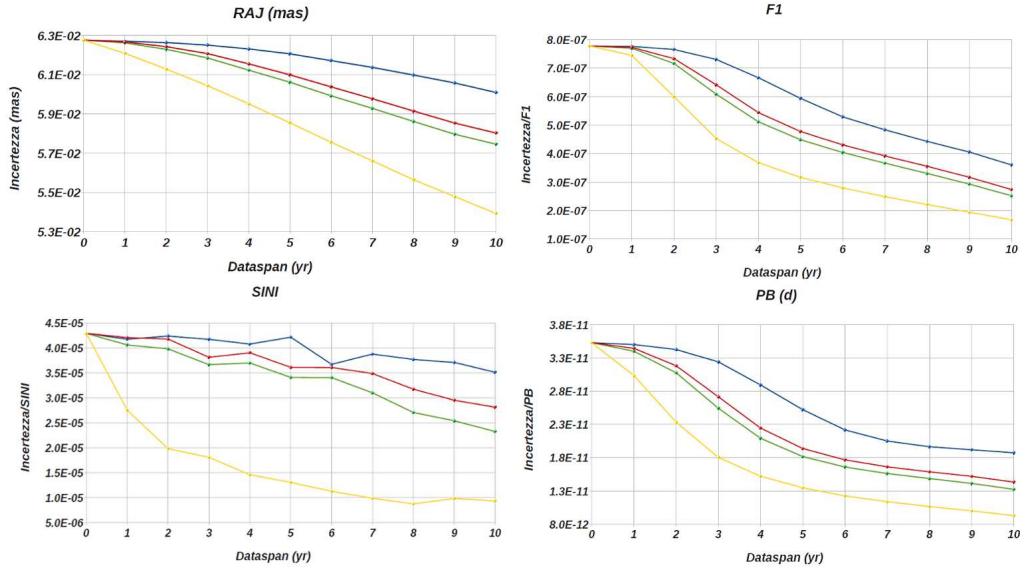 RAJ (mas)
Incertezza (mas)
6.3E-02
6.1E-02
5.9E-02
5.7E-02
5.5E-02
5.3E-02
0 1 2 3 4 5 6 7 8 9 10
Dataspan (yr)
F1
Incertezza/F1
8.0E-07
7.0E-07
6.0E-07
5.0E-07
4.0E-07
3.0E-07
2.0E-07
1.0E-07
0 1 2 3 4 5 6 7 8 9 10
Dataspan (yr)
SINI
Incertezza/SINI
4.5E-05
4.0E-05
3.5E-05
3.0E-05
2.5E-05
2.0E-05
1.5E-05
1.0E-05
5.0E-06
0 1 2 3 4 5 6 7 8 9 10
Dataspan (yr)
PB (d)
Incertezza/PB
3.8E-11
3.3E-11
2.8E-11
2.3E-11
1.8E-11
1.3E-11
8.0E-12
0 1 2 3 4 5 6 7 8 9 10
Dataspan (yr)